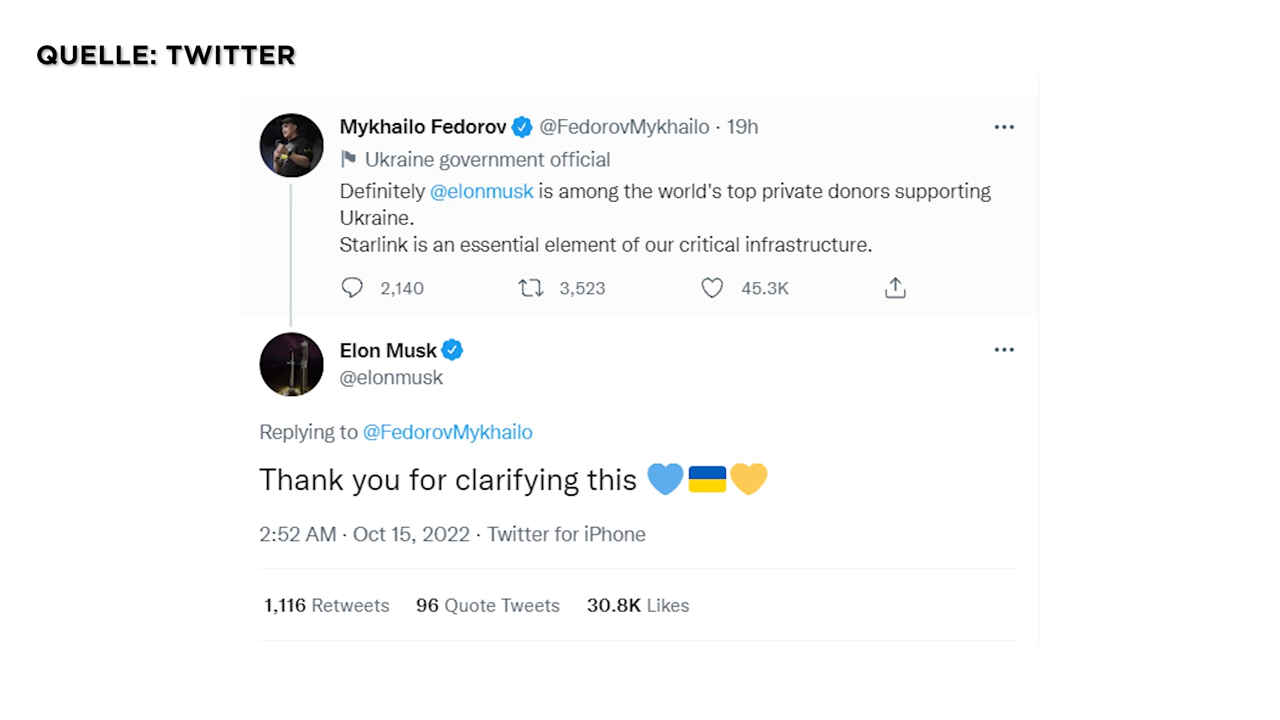 QUELLE: TWITTER
Mykhailo Fedorov @FedorovMykhailo · 19h
Ukraine government official
Definitely @elonmusk is among the world's top private donors supporting
Ukraine.
Starlink is an essential element of our critical infrastructure.
2,140 3,523 45.3K
Elon Musk
@elonmusk
Replying to @FedorovMykhailo
Thank you for clarifying this 💙🇺🇦💛
2:52 AM · Oct 15, 2022 · Twitter for iPhone
1,116 Retweets 96 Quote Tweets 30.8K Likes